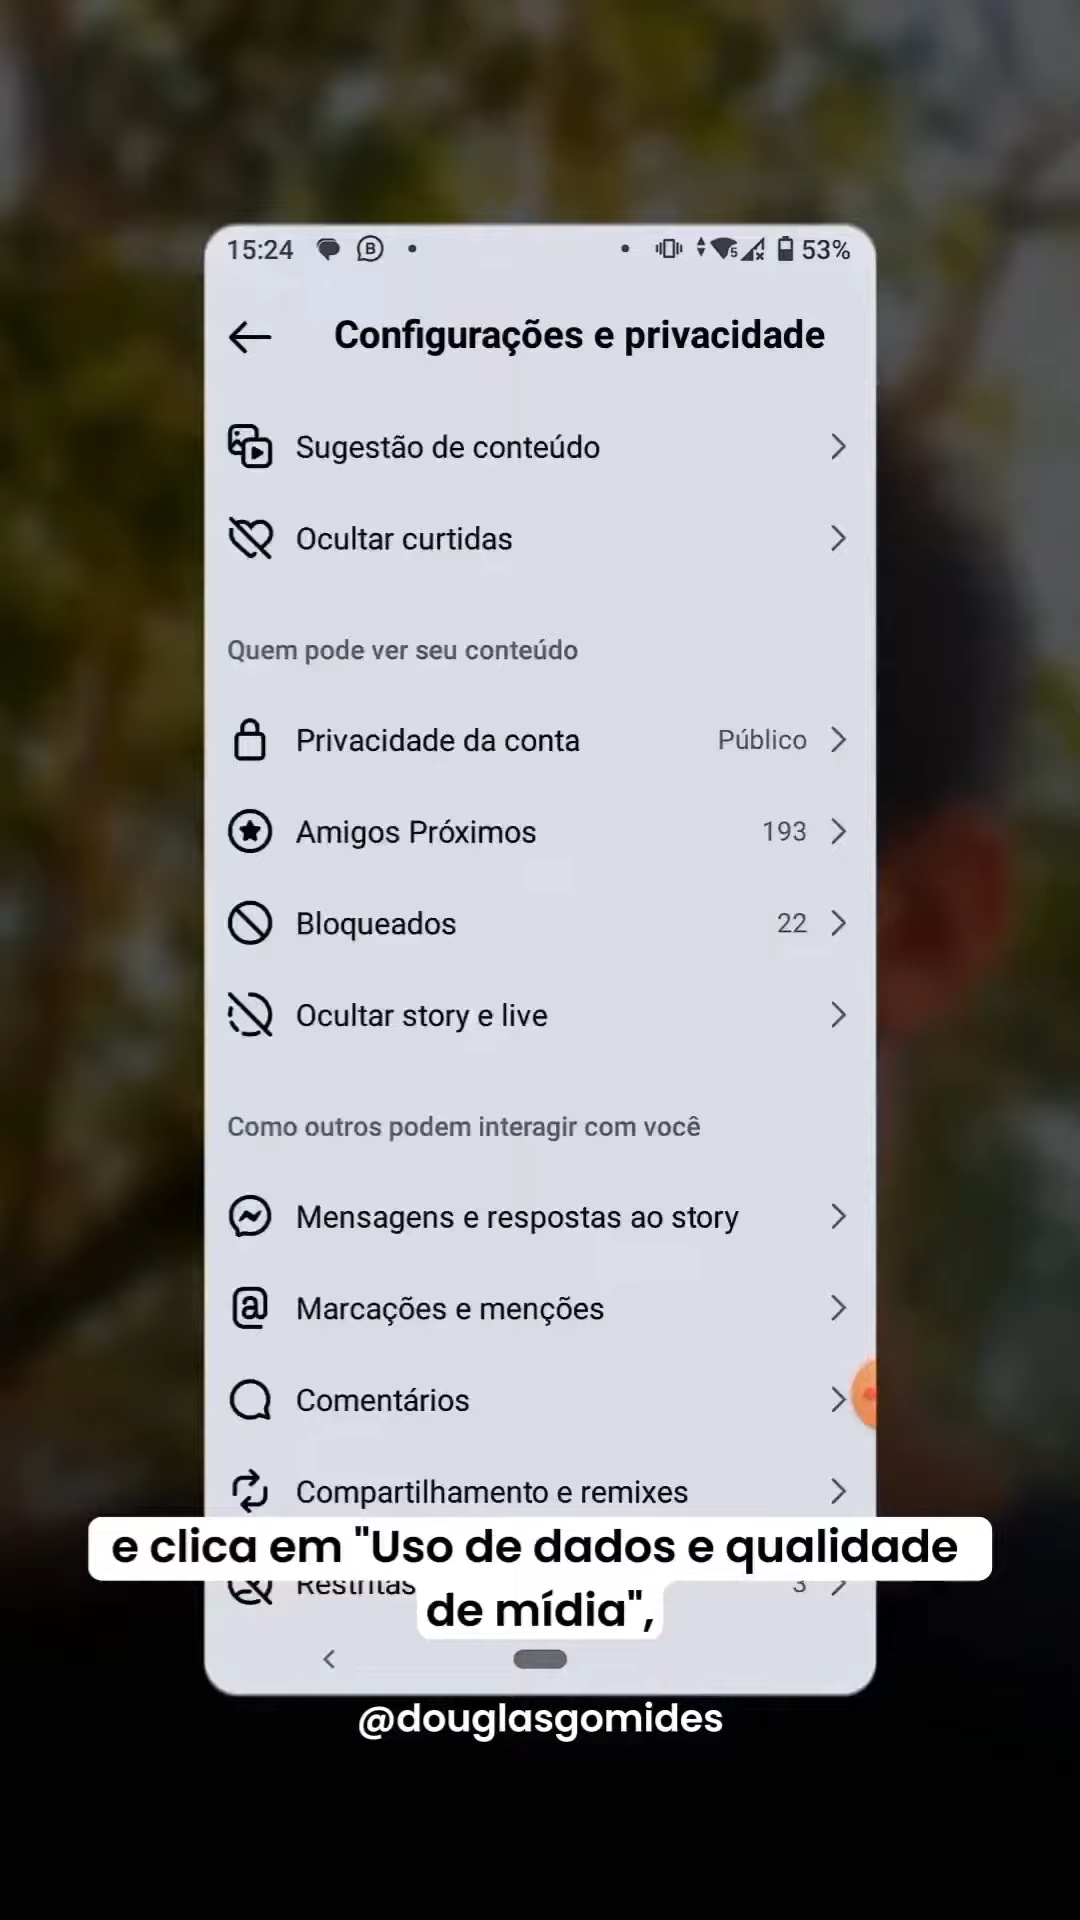 15:24
53%
Configurações e privacidade
Sugestão de conteúdo
Ocultar curtidas
Quem pode ver seu conteúdo
Privacidade da conta Público
Amigos Próximos 193
Bloqueados 22
Ocultar story e live
Como outros podem interagir com você
Mensagens e respostas ao story
Marcações e menções
Comentários
Compartilhamento e remixes
e clica em "Uso de dados e qualidade
Restritas 3
de mídia",
@douglasgomides